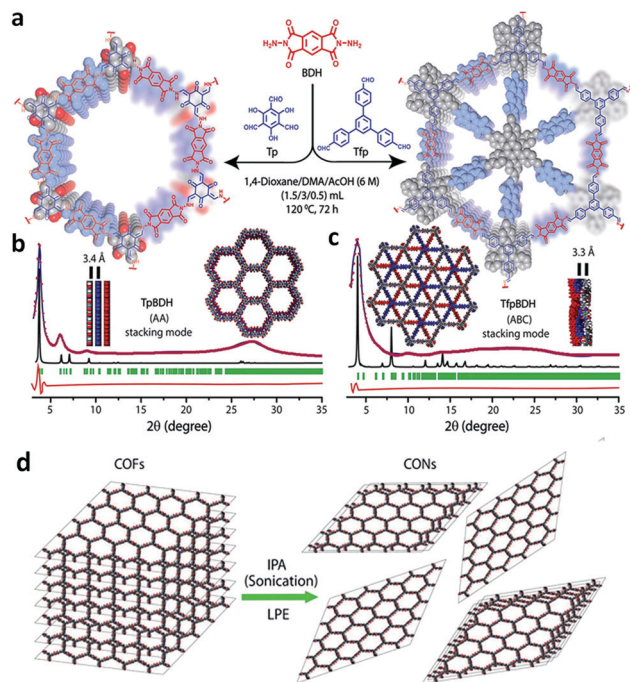 a
BDH
Tp
Tfp
1,4-Dioxane/DMA/AcOH (6 M)
(1.5/3/0.5) mL
120 ºC, 72 h
b
3.4 Å
TpBDH
(AA)
stacking mode
5 10 15 20 25 30 35
2θ (degree)
c
3.3 Å
TfpBDH
(ABC)
stacking mode
5 10 15 20 25 30 35
2θ (degree)
d
COFs
CONs
IPA
(Sonication)
LPE